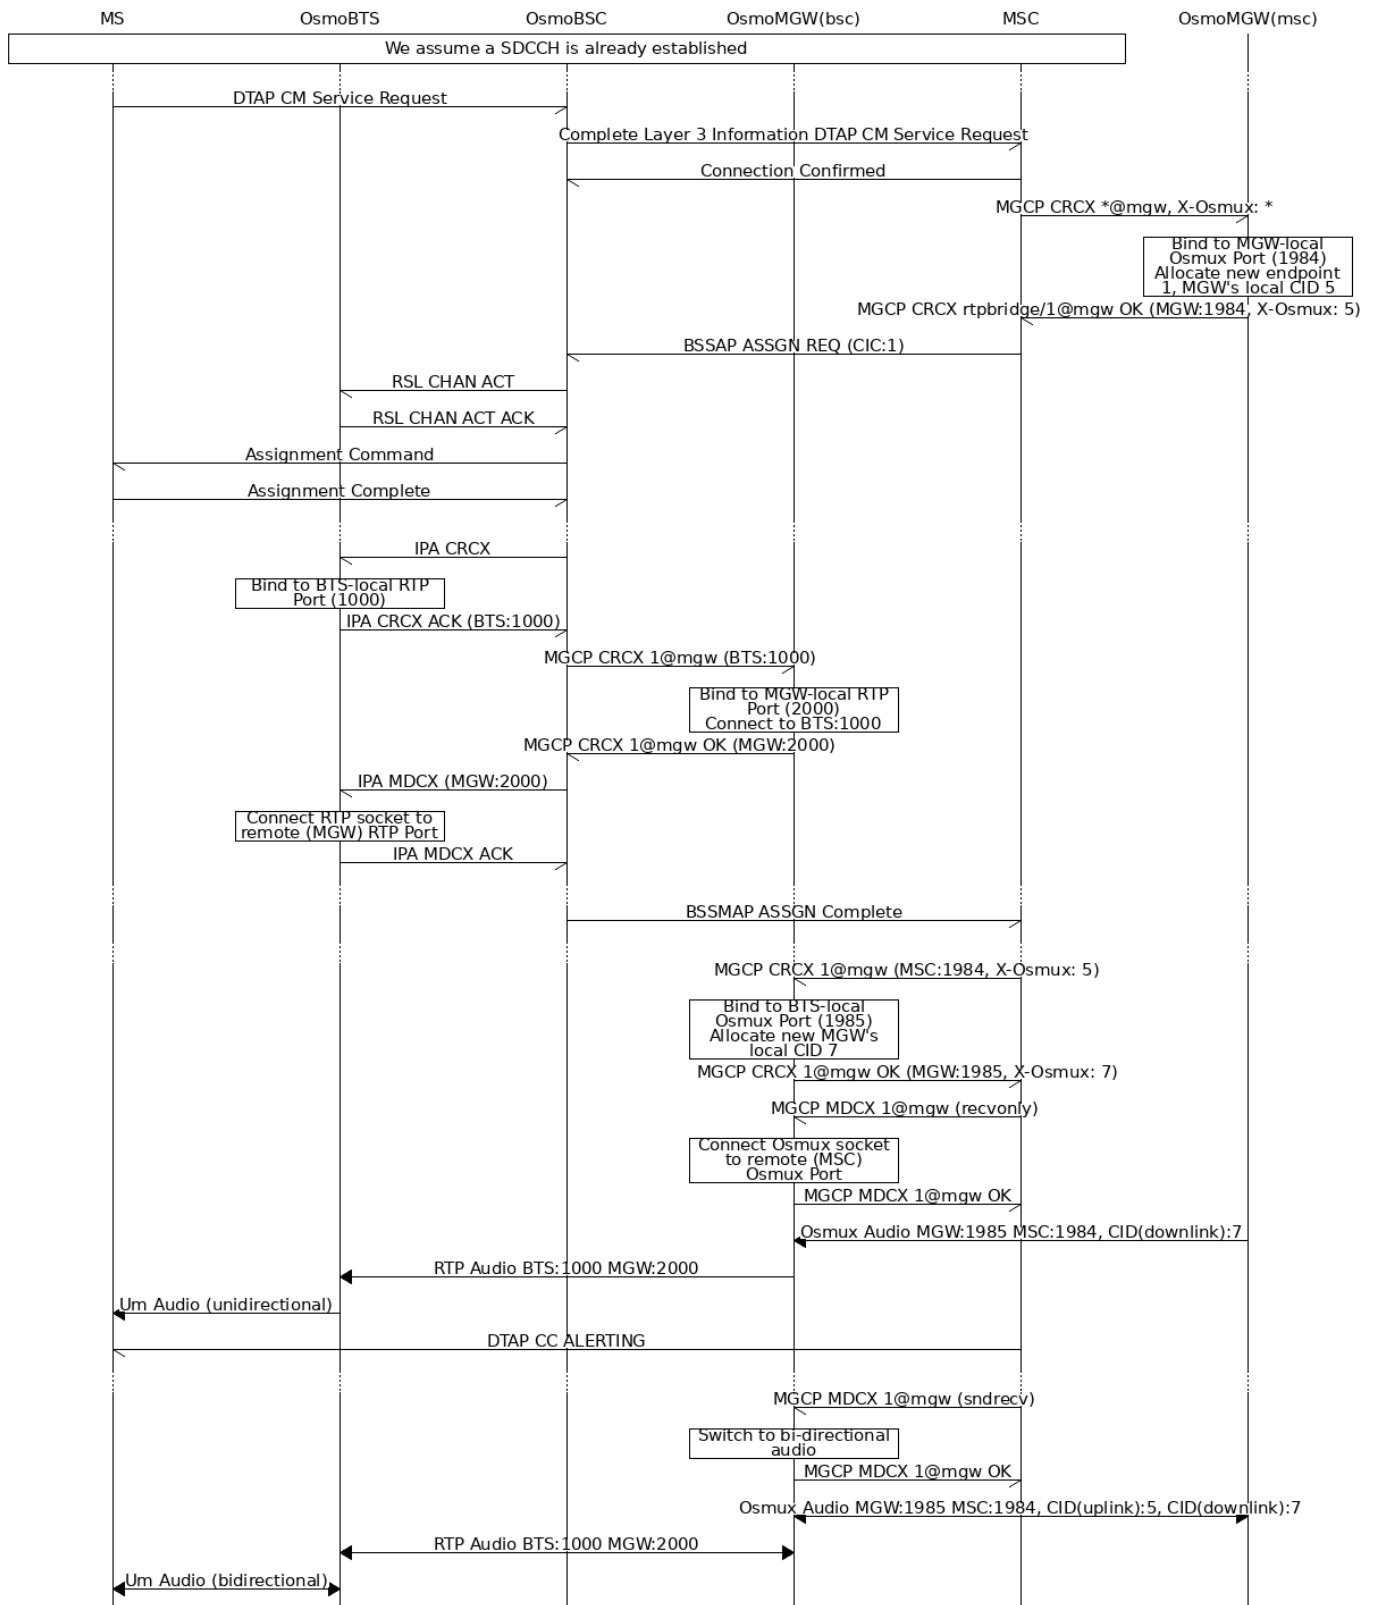 MS OsmoBTS OsmoBSC OsmoMGW(bsc) MSC OsmoMGW(msc)
We assume a SDCCH is already established
DTAP CM Service Request
Complete Layer 3 Information DTAP CM Service Request
Connection Confirmed
MGCP CRCX *@mgw, X-Osmux: *
Bind to MGW-local
Osmux Port (1984)
Allocate new endpoint
1, MGW's local CID 5
MGCP CRCX rtpbridge/1@mgw OK (MGW:1984, X-Osmux: 5)
BSSAP ASSGN REQ (CIC:1)
RSL CHAN ACT
RSL CHAN ACT ACK
Assignment Command
Assignment Complete
IPA CRCX
Bind to BTS-local RTP
Port (1000)
IPA CRCX ACK (BTS:1000)
MGCP CRCX 1@mgw (BTS:1000)
Bind to MGW-local RTP
Port (2000)
Connect to BTS:1000
MGCP CRCX 1@mgw OK (MGW:2000)
IPA MDCX (MGW:2000)
Connect RTP socket to
remote (MGW) RTP Port
IPA MDCX ACK
BSSMAP ASSGN Complete
MGCP CRCX 1@mgw (MSC:1984, X-Osmux: 5)
Bind to BTS-local
Osmux Port (1985)
Allocate new MGW's
local CID 7
MGCP CRCX 1@mgw OK (MGW:1985, X-Osmux: 7)
MGCP MDCX 1@mgw (recvonly)
Connect Osmux socket
to remote (MSC)
Osmux Port
MGCP MDCX 1@mgw OK
Osmux Audio MGW:1985 MSC:1984, CID(downlink):7
RTP Audio BTS:1000 MGW:2000
Um Audio (unidirectional)
DTAP CC ALERTING
MGCP MDCX 1@mgw (sndrecv)
Switch to bi-directional
audio
MGCP MDCX 1@mgw OK
Osmux Audio MGW:1985 MSC:1984, CID(uplink):5, CID(downlink):7
RTP Audio BTS:1000 MGW:2000
Um Audio (bidirectional)